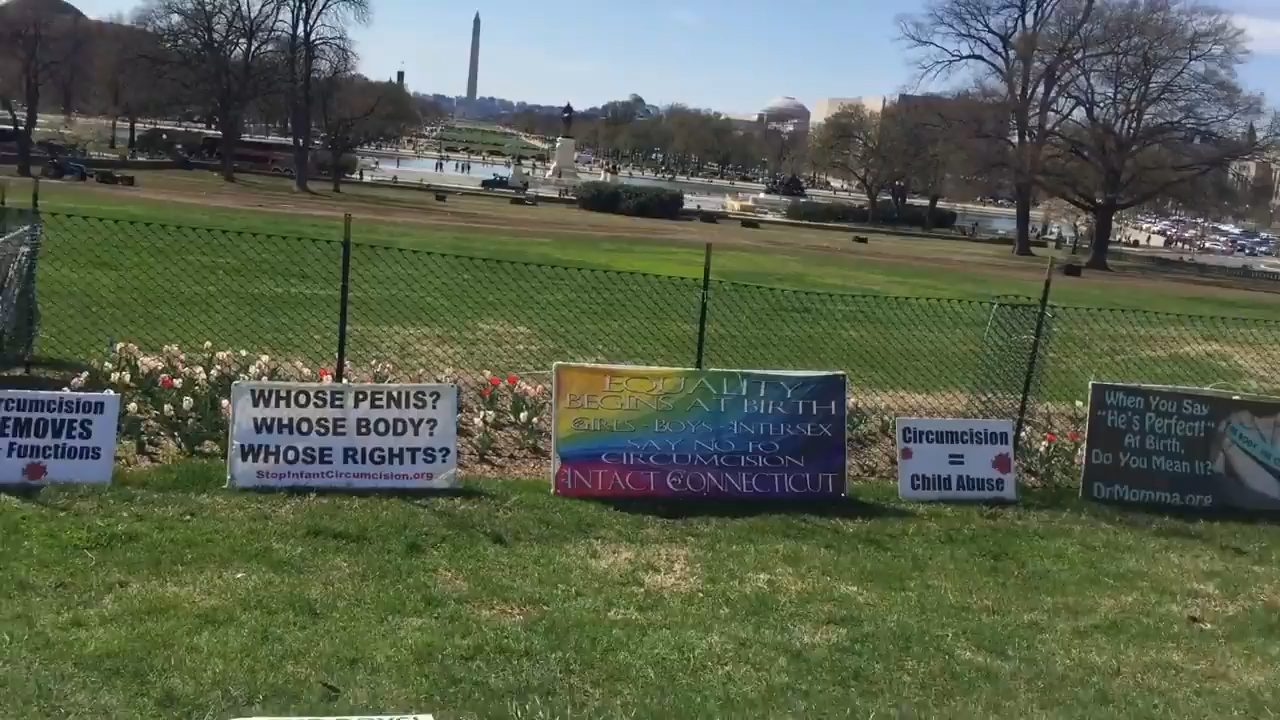 rcumcision
EMOVES
Functions
WHOSE PENIS?
WHOSE BODY?
WHOSE RIGHTS?
StopInfantCircumcision.org
EQUALITY
BEGINS AT BIRTH
GIRLS - BOYS - INTERSEX
SAY NO TO
CIRCUMCISION
INTACT CONNECTICUT
Circumcision
=
Child Abuse
When You Say
"He's Perfect!"
At Birth,
Do You Mean It?
DrMomma.org